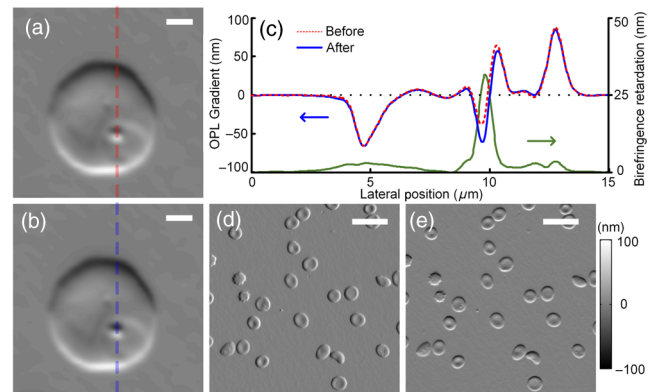 (a)
(b)
(c)
Before
After
OPL Gradient (nm)
100
50
0
−50
−100
0
5
10
15
Lateral position (μm)
50
25
0
Birefringence retardation (nm)
(d)
(e)
(nm)
100
0
−100